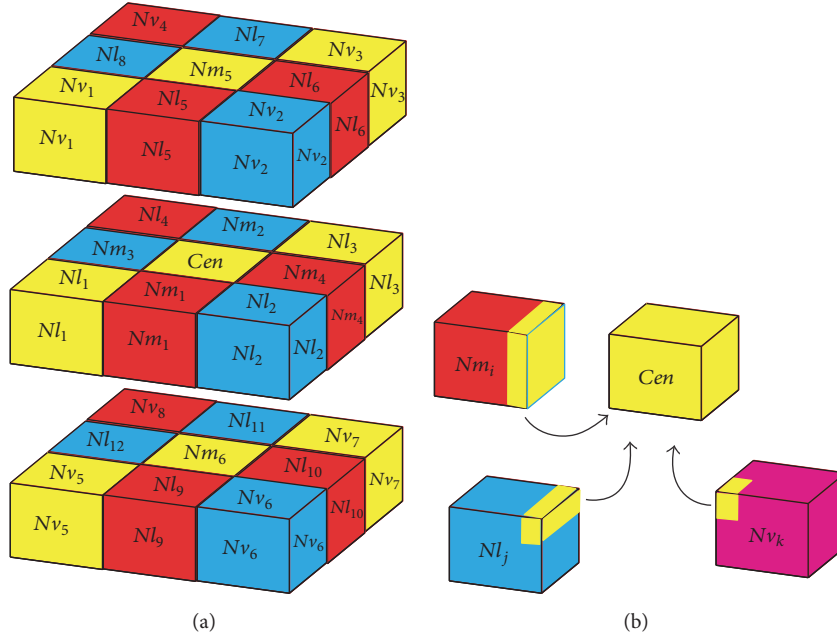 Nv₄ Nl₇ Nv₃
Nl₈ Nm₅ Nl₆ Nv₃
Nv₁ Nl₅ Nv₂ Nl₆
Nv₁ Nl₅ Nv₂ Nv₂
Nl₄ Nm₂ Nl₃
Nm₃ Cen Nm₄ Nl₃
Nl₁ Nm₁ Nl₂ Nm₄
Nl₁ Nm₁ Nl₂ Nl₂
Nv₈ Nl₁₁ Nv₇
Nl₁₂ Nm₆ Nl₁₀ Nv₇
Nv₅ Nl₉ Nv₆ Nl₁₀
Nv₅ Nl₉ Nv₆ Nv₆
(a)
Nmᵢ Cen
Nlⱼ Nvₖ
(b)